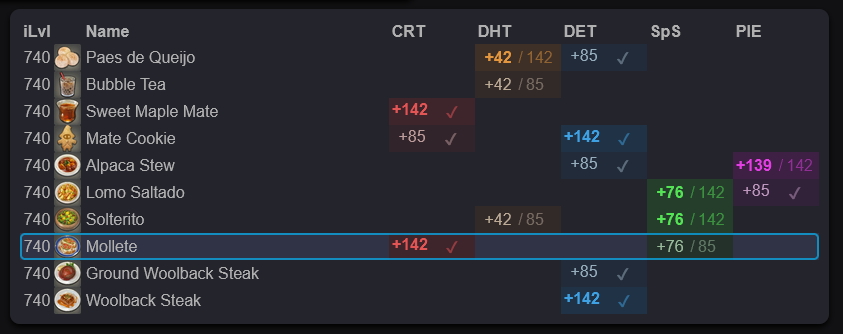 iLvl Name CRT DHT DET SpS PIE
740 Paes de Queijo +42 / 142 +85 ✓
740 Bubble Tea +42 / 85
740 Sweet Maple Mate +142 ✓
740 Mate Cookie +85 ✓ +142 ✓
740 Alpaca Stew +85 ✓ +139 / 142
740 Lomo Saltado +76 / 142 +85 ✓
740 Solterito +42 / 85 +76 / 142
740 Mollete +142 ✓ +76 / 85
740 Ground Woolback Steak +85 ✓
740 Woolback Steak +142 ✓